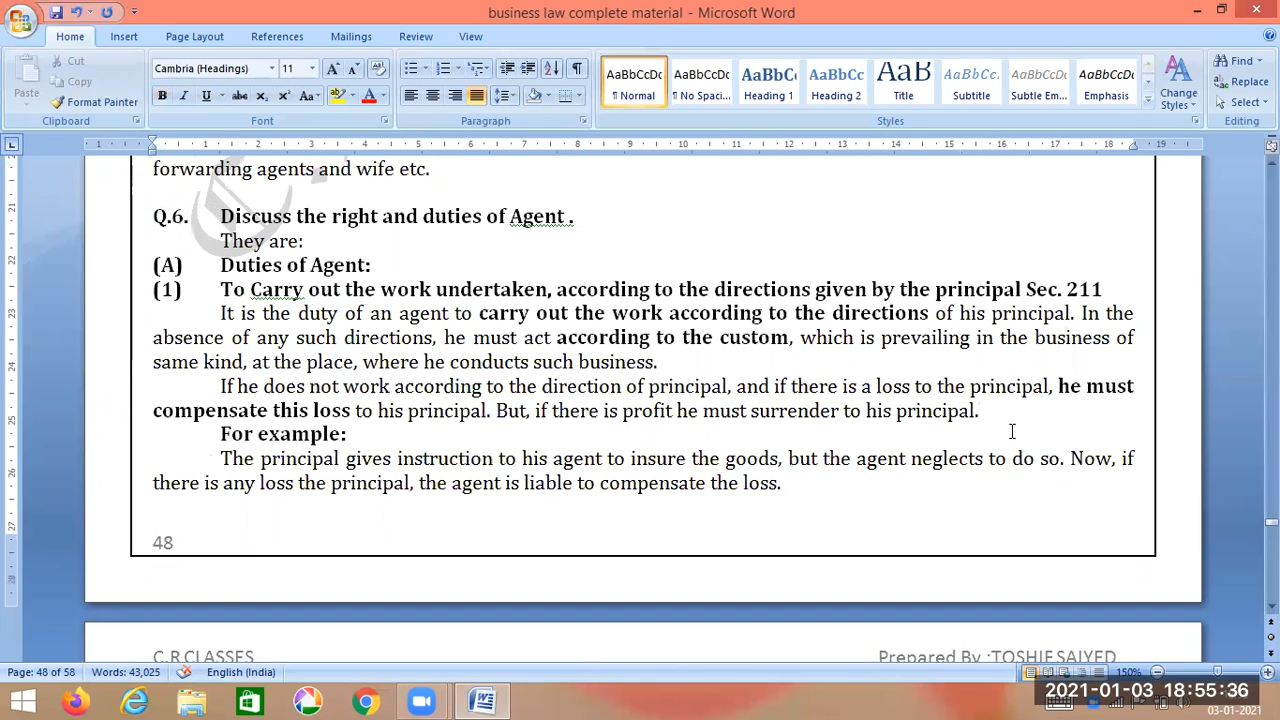 business law complete material - Microsoft Word
Home Insert Page Layout References Mailings Review View
Cut
Copy
Format Painter
Paste
Clipboard
Cambria (Headings) 11
Font
Paragraph
AaBbCcDc AaBbCcDc AaBbCc AaBbCc AaB AaBbCc AaBbCcDc AaBbCcDc
¶ Normal ¶ No Spaci... Heading 1 Heading 2 Title Subtitle Subtle Em... Emphasis
Change Styles
Styles
Find
Replace
Select
Editing
forwarding agents and wife etc.
Q.6. Discuss the right and duties of Agent .
They are:
(A) Duties of Agent:
(1) To Carry out the work undertaken, according to the directions given by the principal Sec. 211
It is the duty of an agent to carry out the work according to the directions of his principal. In the
absence of any such directions, he must act according to the custom, which is prevailing in the business of
same kind, at the place, where he conducts such business.
If he does not work according to the direction of principal, and if there is a loss to the principal, he must
compensate this loss to his principal. But, if there is profit he must surrender to his principal.
For example:
The principal gives instruction to his agent to insure the goods, but the agent neglects to do so. Now, if
there is any loss the principal, the agent is liable to compensate the loss.
48
C.R CLASSES Prepared By :TOSHIF SAIYED
Page: 48 of 58 Words: 43,025 English (India) 150%
2021-01-03 18:55:36
03-01-2021